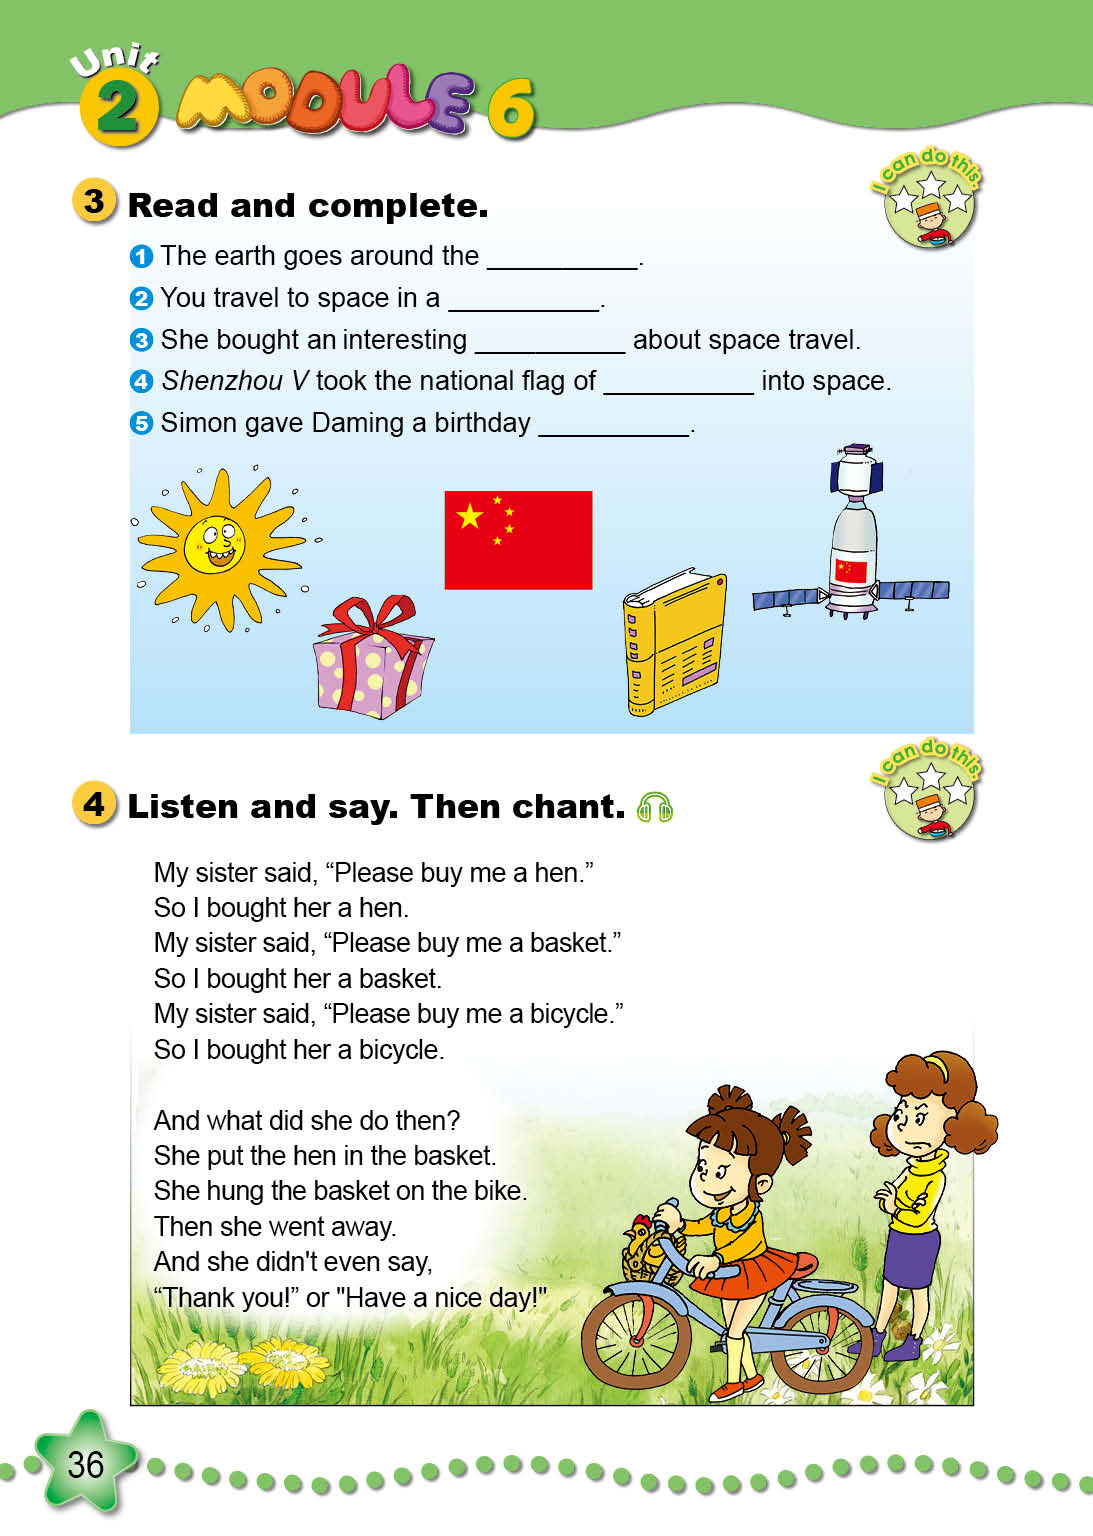 Unit
2 MODULE 6
I can do this.
3 Read and complete.
1 The earth goes around the __________.
2 You travel to space in a __________.
3 She bought an interesting __________ about space travel.
4 Shenzhou V took the national flag of __________ into space.
5 Simon gave Daming a birthday __________.
I can do this.
4 Listen and say. Then chant.
My sister said, “Please buy me a hen.”
So I bought her a hen.
My sister said, “Please buy me a basket.”
So I bought her a basket.
My sister said, “Please buy me a bicycle.”
So I bought her a bicycle.
And what did she do then?
She put the hen in the basket.
She hung the basket on the bike.
Then she went away.
And she didn't even say,
“Thank you!” or "Have a nice day!"
36